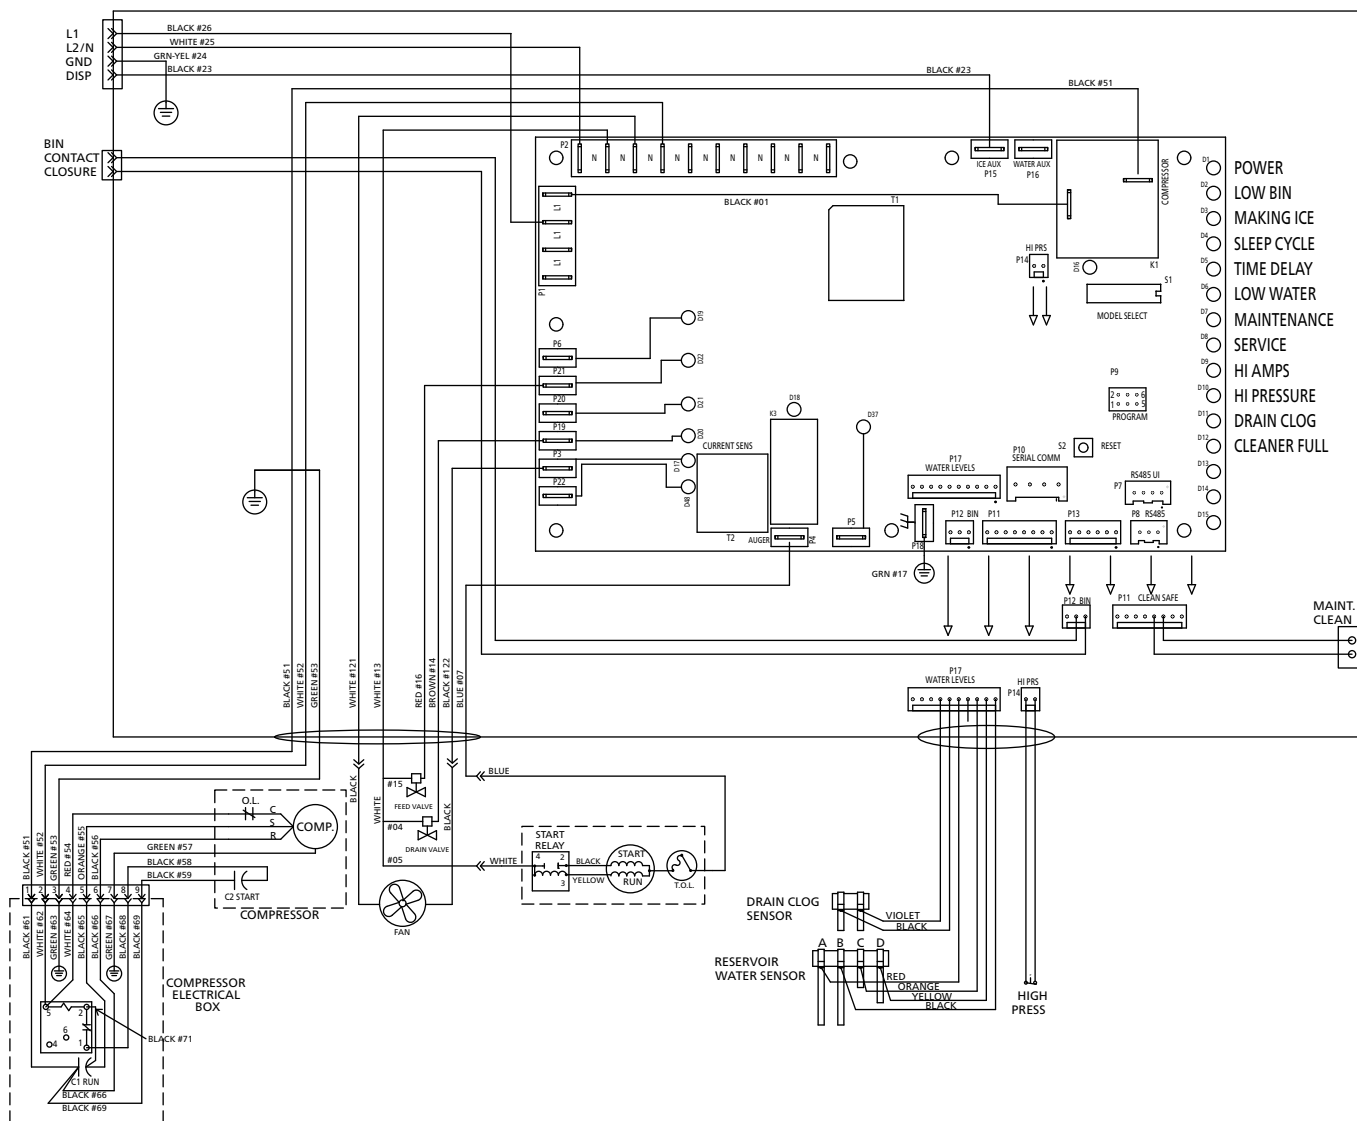 L1
L2/N
GND
DISP
BLACK #26
WHITE #25
GRN-YEL #24
BLACK #23
BLACK #23
BLACK #51
BIN
CONTACT
CLOSURE
P2
N N N N N N N N N
ICE AUX
P15
WATER AUX
P16
COMPRESSOR
K1
L1
L1
L1
P1
BLACK #01
T1
HI PRS
P14
D16
S1
MODEL SELECT
D1 POWER
D2 LOW BIN
D3 MAKING ICE
D4 SLEEP CYCLE
D5 TIME DELAY
D6 LOW WATER
D7 MAINTENANCE
D8 SERVICE
D9 HI AMPS
D10 HI PRESSURE
D11 DRAIN CLOG
D12 CLEANER FULL
D13
D14
D15
P6
P21
P20
P19
P3
P22
D19
D22
D21
D20
D17
D48
CURRENT SENS
T2
K3
D18
D37
AUGER
P4
P5
P9
2 6
1 5
PROGRAM
S2
RESET
P17
WATER LEVELS
P10
SERIAL COMM
RS485 UI
P7
P18
P12 BIN
P11
P13
P8 RS485
GRN #17
P12 BIN
P11 CLEAN SAFE
MAINT.
CLEAN
BLACK #51
WHITE #52
GREEN #53
WHITE #121
WHITE #13
RED #16
BROWN #14
BLACK #122
BLUE #07
P17
WATER LEVELS
HI PRS
P14
BLACK
WHITE
BLACK
#15
FEED VALVE
#04
DRAIN VALVE
#05
FAN
BLUE
WHITE
START
RELAY
4 2
3
BLACK
YELLOW
START
RUN
T.O.L.
O.L.
C
S
R
COMP.
GREEN #57
BLACK #58
BLACK #59
C2 START
COMPRESSOR
BLACK #51
WHITE #52
GREEN #53
RED #54
ORANGE #55
BLACK #56
1 2 3 4 5 6 7 8 9
BLACK #61
WHITE #62
GREEN #63
WHITE #64
BLACK #65
BLACK #66
GREEN #67
BLACK #68
BLACK #69
COMPRESSOR
ELECTRICAL
BOX
5 2
6
4 1
BLACK #71
C1 RUN
BLACK #66
BLACK #69
DRAIN CLOG
SENSOR
VIOLET
BLACK
A B C D
RESERVOIR
WATER SENSOR
RED
ORANGE
YELLOW
BLACK
HIGH
PRESS